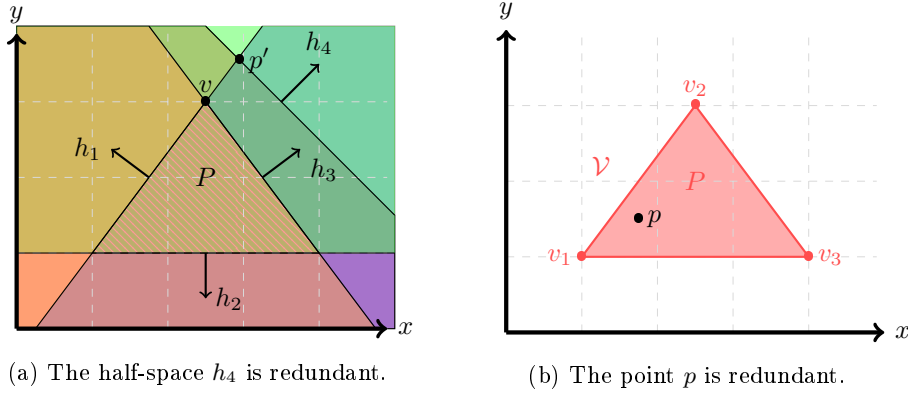 y
h₄
p′
v
h₁
P
h₃
h₂
x
(a) The half-space h₄ is redundant.
y
v₂
𝒱
P
p
v₁
v₃
x
(b) The point p is redundant.